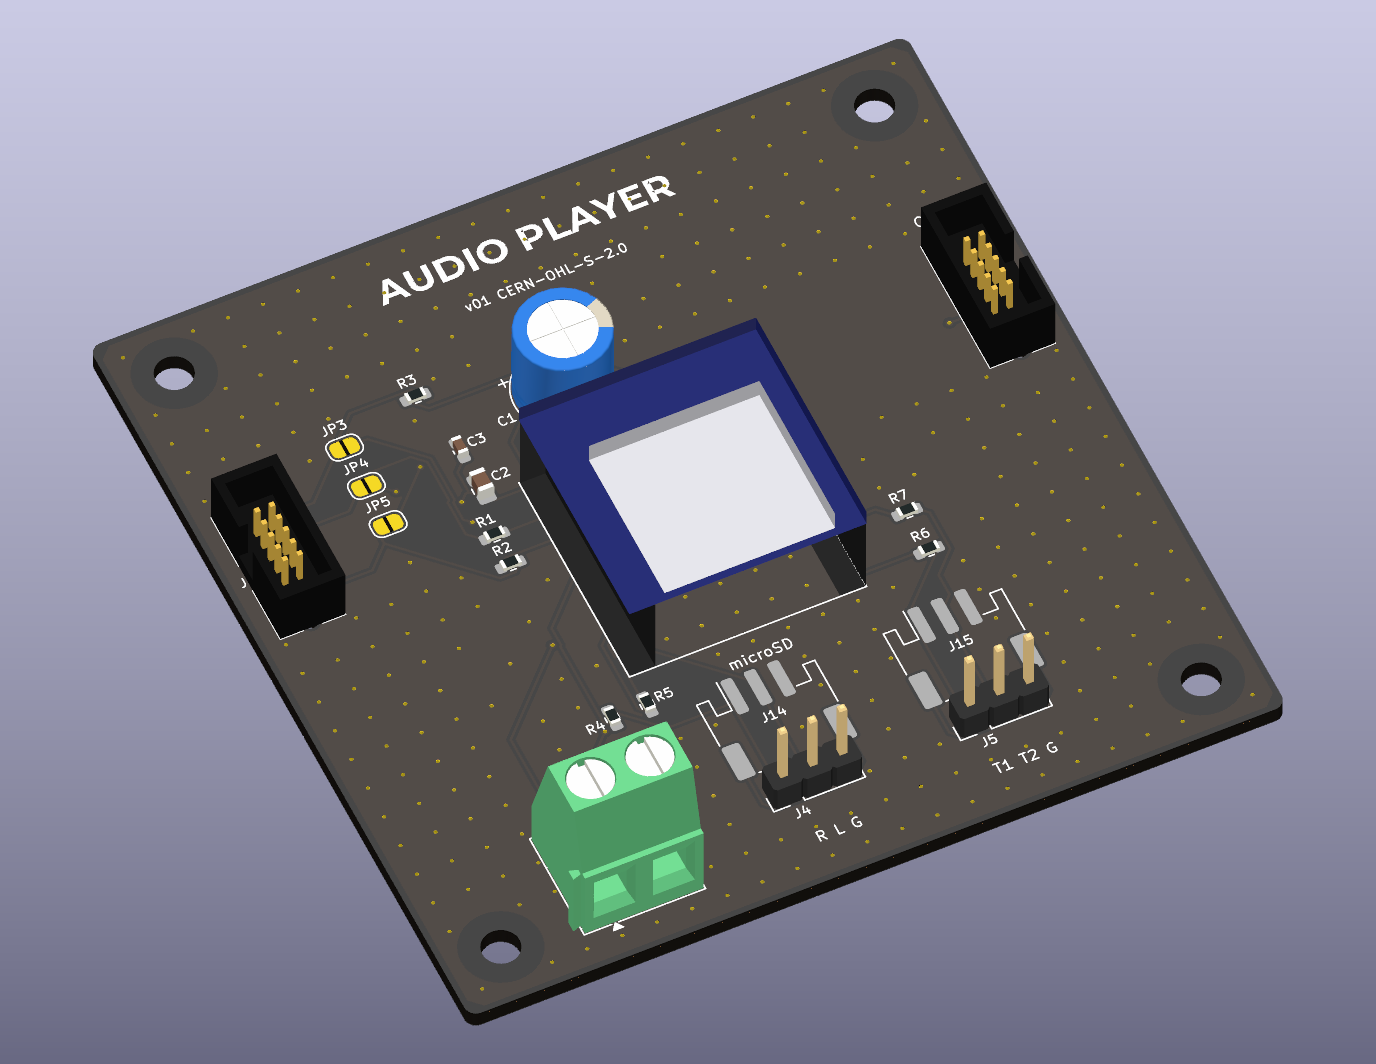 AUDIO PLAYER
v01 CERN-OHL-S-2.0
R3
+
C1
JP3
JP4
JP5
C3
C2
R1
R2
R7
R6
microSD
R5
R4
J14
J15
J4
J5
R L G
T1 T2 G